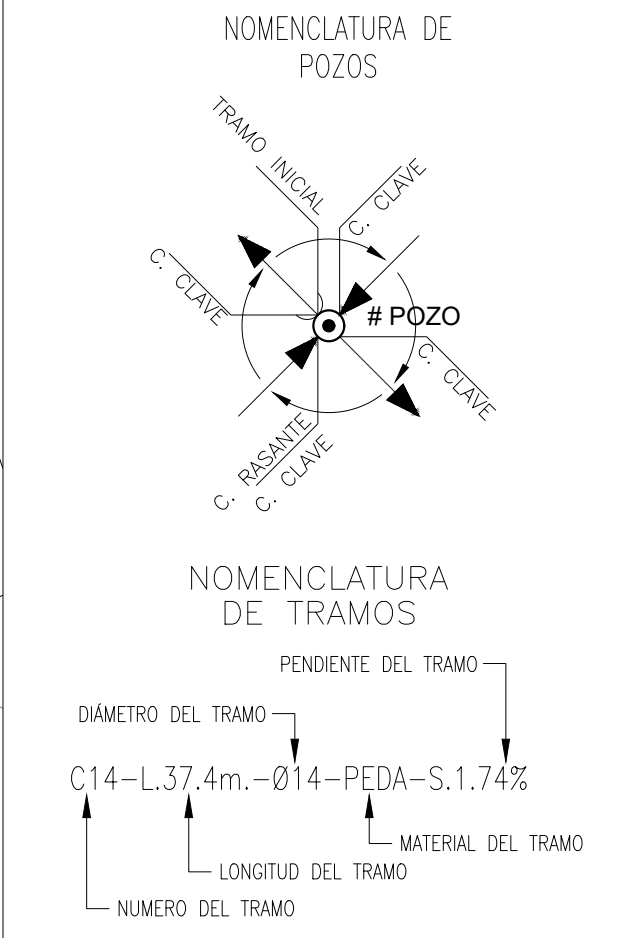 NOMENCLATURA DE
POZOS
TRAMO INICIAL
C. CLAVE
C. CLAVE
# POZO
C. CLAVE
C. RASANTE
C. CLAVE
NOMENCLATURA
DE TRAMOS
PENDIENTE DEL TRAMO
DIÁMETRO DEL TRAMO
C14-L.37.4m.-Ø14-PEDA-S.1.74%
MATERIAL DEL TRAMO
LONGITUD DEL TRAMO
NUMERO DEL TRAMO